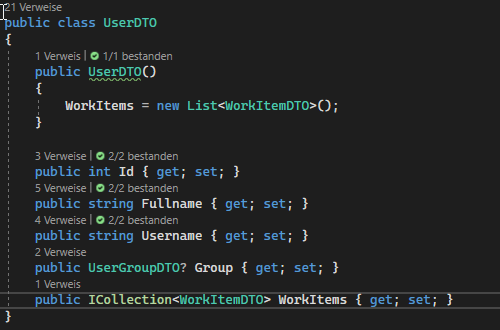 21 Verweise
public class UserDTO
{
1 Verweis | 1/1 bestanden
public UserDTO()
{
WorkItems = new List<WorkItemDTO>();
}
3 Verweise | 2/2 bestanden
public int Id { get; set; }
5 Verweise | 2/2 bestanden
public string Fullname { get; set; }
4 Verweise | 2/2 bestanden
public string Username { get; set; }
2 Verweise
public UserGroupDTO? Group { get; set; }
1 Verweis
public ICollection<WorkItemDTO> WorkItems { get; set; }
}